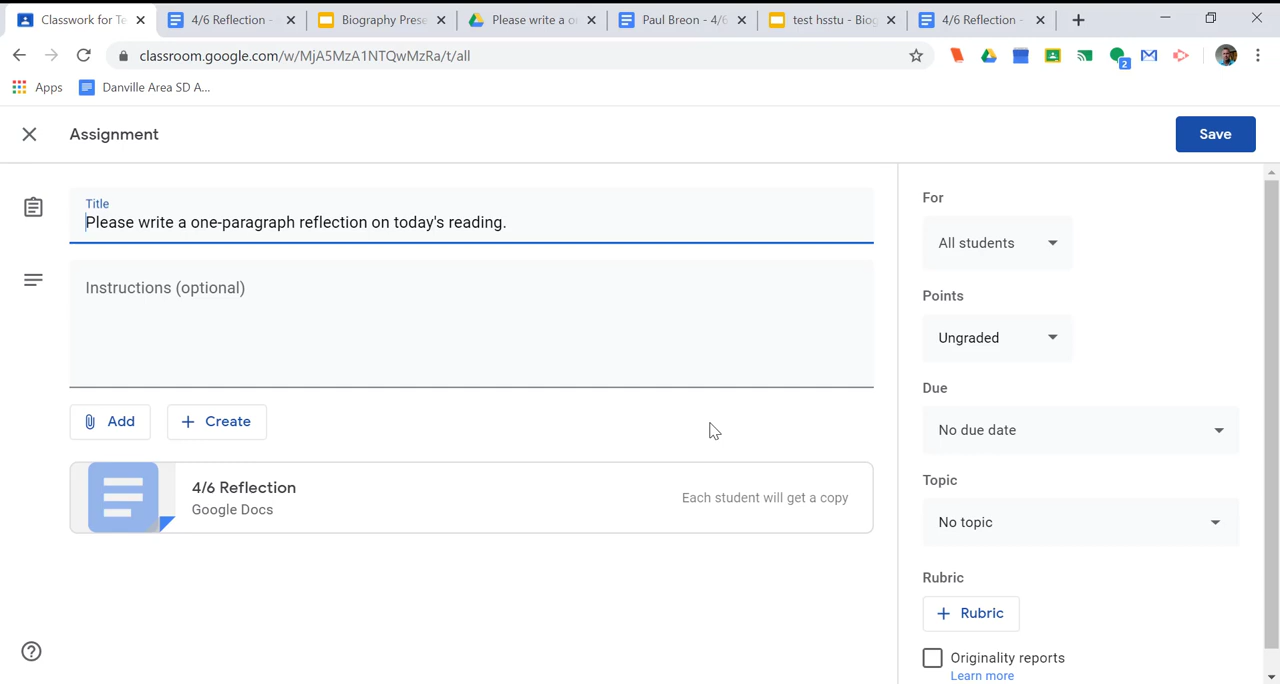 Classwork for Te
4/6 Reflection -
Biography Prese
Please write a o
Paul Breon - 4/6
test hsstu - Biog
4/6 Reflection -
classroom.google.com/w/MjA5MzA1NTQwMzRa/t/all
2
Apps
Danville Area SD A...
Assignment
Save
Title
Please write a one-paragraph reflection on today's reading.
Instructions (optional)
Add
Create
4/6 Reflection
Google Docs
Each student will get a copy
For
All students
Points
Ungraded
Due
No due date
Topic
No topic
Rubric
Rubric
Originality reports
Learn more